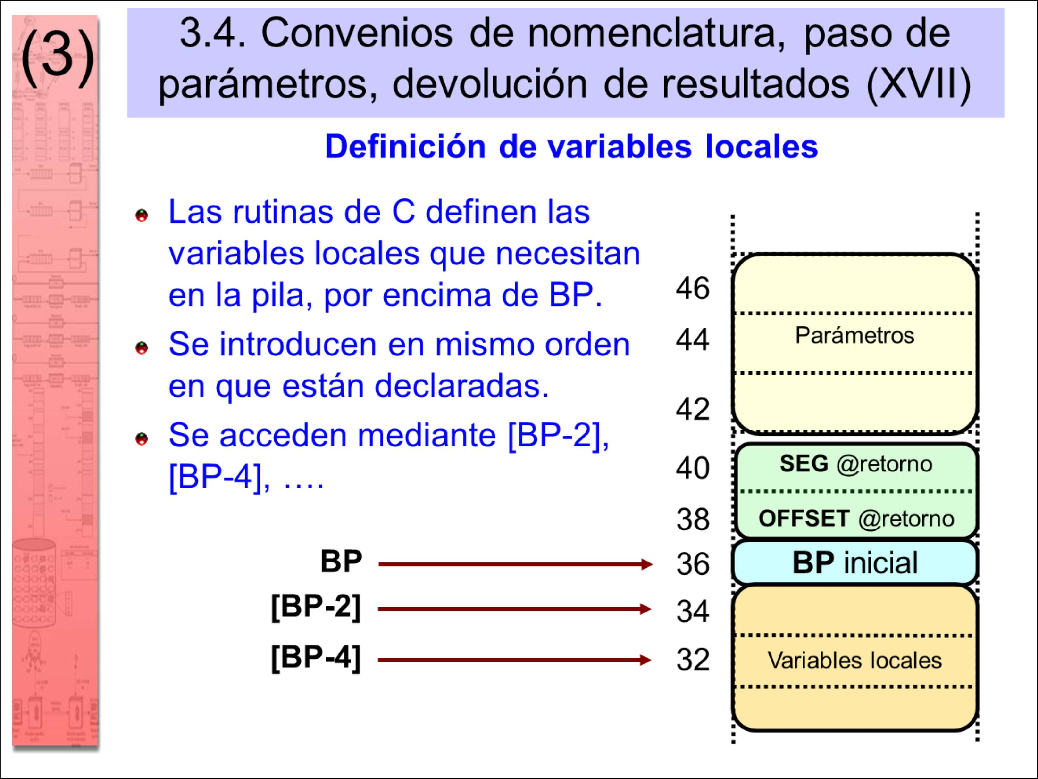 (3)
3.4. Convenios de nomenclatura, paso de
parámetros, devolución de resultados (XVII)
Definición de variables locales
Las rutinas de C definen las
variables locales que necesitan
en la pila, por encima de BP.
Se introducen en mismo orden
en que están declaradas.
Se acceden mediante [BP-2],
[BP-4], ….
46
44
Parámetros
42
40
SEG @retorno
38
OFFSET @retorno
BP
36
BP inicial
[BP-2]
34
[BP-4]
32
Variables locales